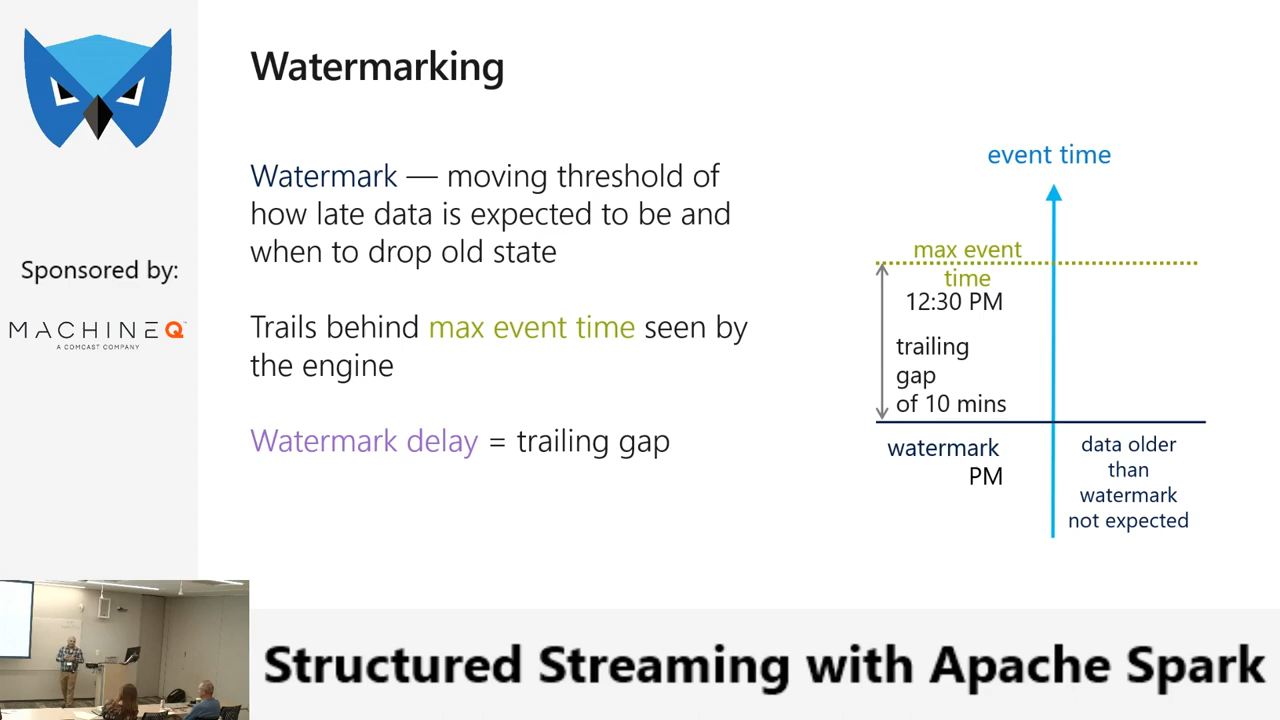 Watermarking
Watermark — moving threshold of
how late data is expected to be and
when to drop old state
Trails behind max event time seen by
the engine
Watermark delay = trailing gap
event time
max event
time
12:30 PM
trailing
gap
of 10 mins
watermark
PM
data older
than
watermark
not expected
Sponsored by:
MACHINEQ™
A COMCAST COMPANY
Structured Streaming with Apache Spark